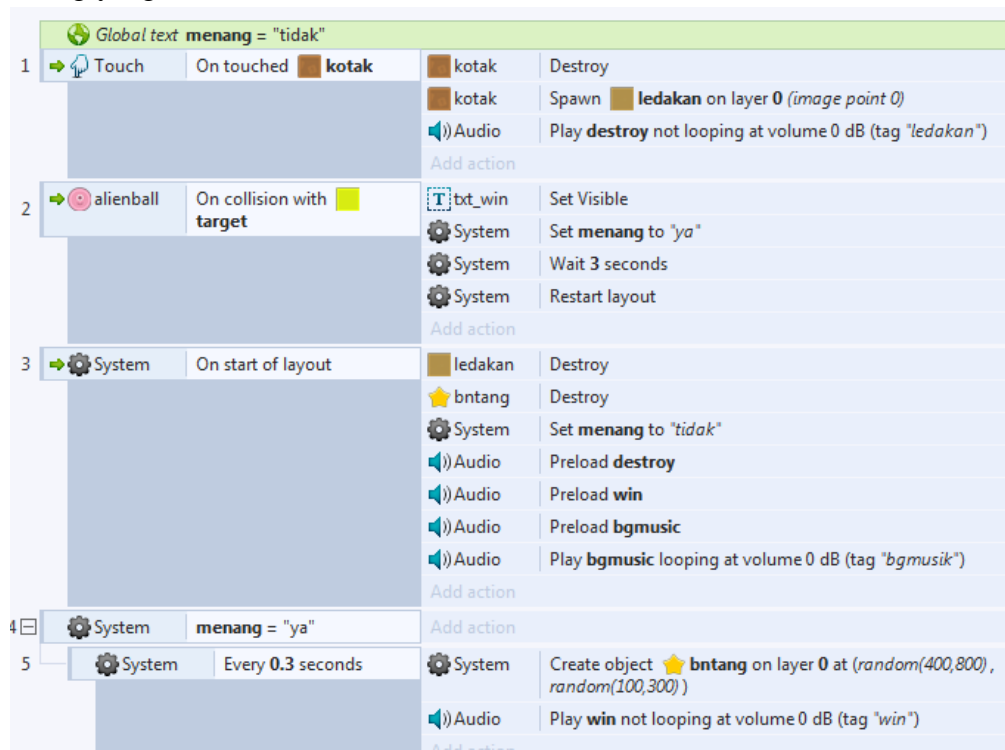 Global text menang = "tidak"
1 Touch On touched kotak kotak Destroy
kotak Spawn ledakan on layer 0 (image point 0)
Audio Play destroy not looping at volume 0 dB (tag "ledakan")
Add action
2 alienball On collision with target txt_win Set Visible
System Set menang to "ya"
System Wait 3 seconds
System Restart layout
Add action
3 System On start of layout ledakan Destroy
bntang Destroy
System Set menang to "tidak"
Audio Preload destroy
Audio Preload win
Audio Preload bgmusic
Audio Play bgmusic looping at volume 0 dB (tag "bgmusik")
Add action
4 System menang = "ya" Add action
5 System Every 0.3 seconds System Create object bntang on layer 0 at (random(400,800) ,
random(100,300) )
Audio Play win not looping at volume 0 dB (tag "win")